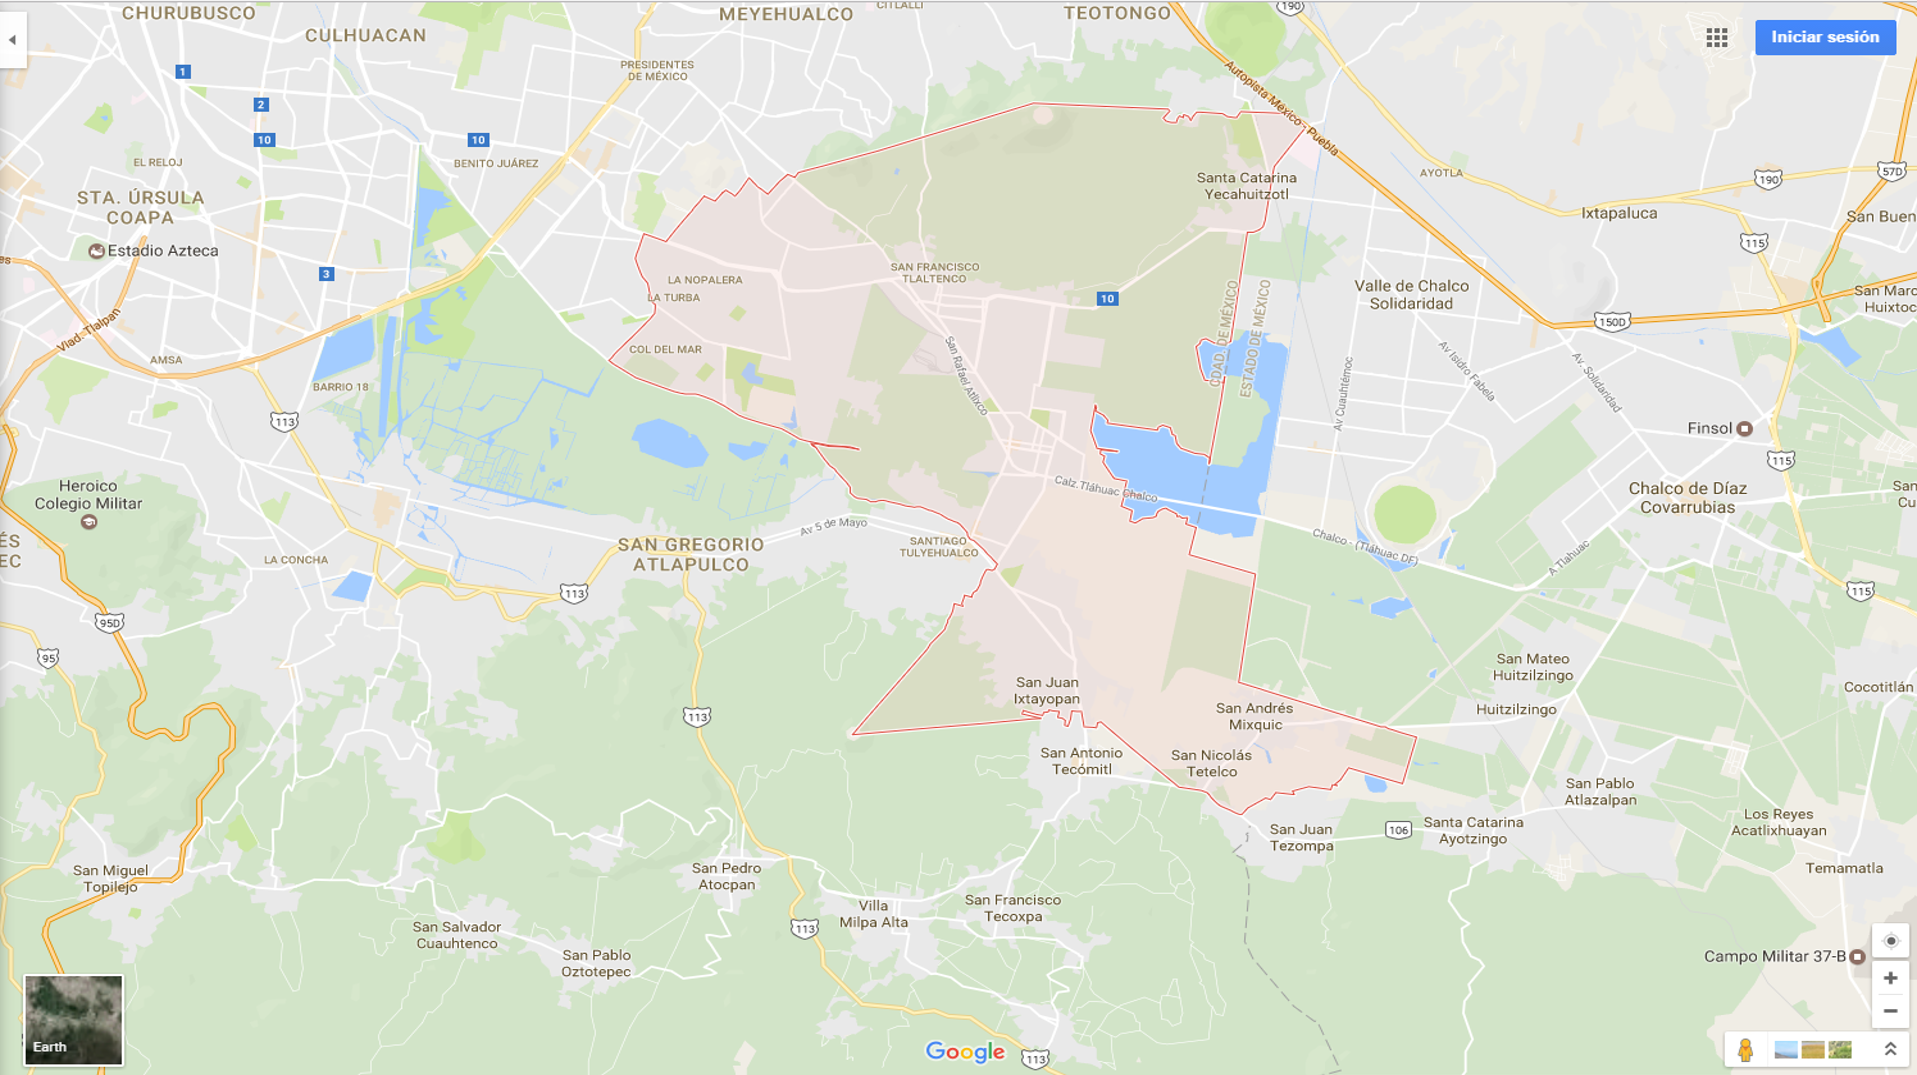 CHURUBUSCO
MEYEHUALCO
CITLALLI
TEOTONGO
190
CULHUACAN
Iniciar sesión
PRESIDENTES
DE MÉXICO
1
Autopista México - Puebla
2
10
10
EL RELOJ
BENITO JUÁREZ
AYOTLA
190
57D
Santa Catarina
Yecahuitzotl
STA. ÚRSULA
COAPA
Ixtapaluca
San Buen
Estadio Azteca
115
3
SAN FRANCISCO
TLALTENCO
LA NOPALERA
LA TURBA
10
Valle de Chalco
Solidaridad
San Marc
Huixtoc
CDAD. DE MÉXICO
ESTADO DE MÉXICO
Viad. Tlalpan
150D
COL DEL MAR
AMSA
San Rafael Atlixco
Av Isidro Fabela
Av. Solidaridad
Av Cuauhtémoc
BARRIO 18
113
Finsol
115
Heroico
Colegio Militar
Calz.Tláhuac Chalco
Chalco de Díaz
Covarrubias
San
Cu
Av 5 de Mayo
ÉS
EC
SAN GREGORIO
ATLAPULCO
SANTIAGO
TULYEHUALCO
Chalco - (Tláhuac DF)
A Tlahuac
LA CONCHA
113
115
95D
95
San Mateo
Huitzilzingo
San Juan
Ixtayopan
Cocotitlán
113
San Andrés
Mixquic
Huitzilzingo
San Antonio
Tecómitl
San Nicolás
Tetelco
San Pablo
Atlazalpan
Los Reyes
Acatlixhuayan
San Juan
Tezompa
106
Santa Catarina
Ayotzingo
San Miguel
Topilejo
San Pedro
Atocpan
Temamatla
Villa
Milpa Alta
San Francisco
Tecoxpa
San Salvador
Cuauhtenco
113
San Pablo
Oztotepec
Campo Militar 37-B
Earth
Google
113